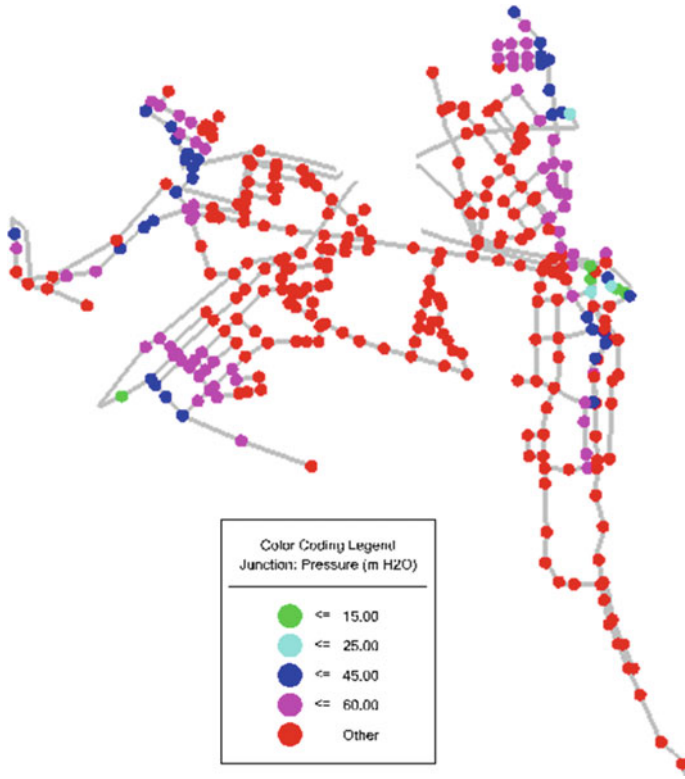 Color Coding Legend
Junction: Pressure (m H2O)
<= 15.00
<= 25.00
<= 45.00
<= 60.00
Other